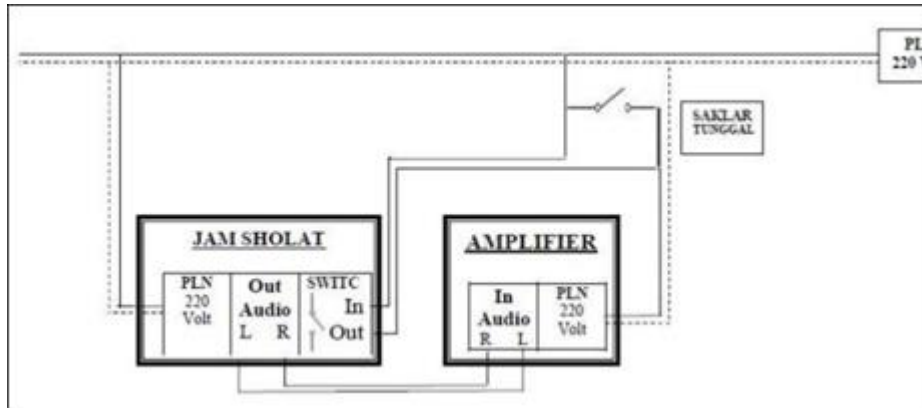 PL
220 V
SAKLAR
TUNGGAL
JAM SHOLAT
PLN
220
Volt
Out
Audio
L R
SWITC
In
Out
AMPLIFIER
In
Audio
R L
PLN
220
Volt